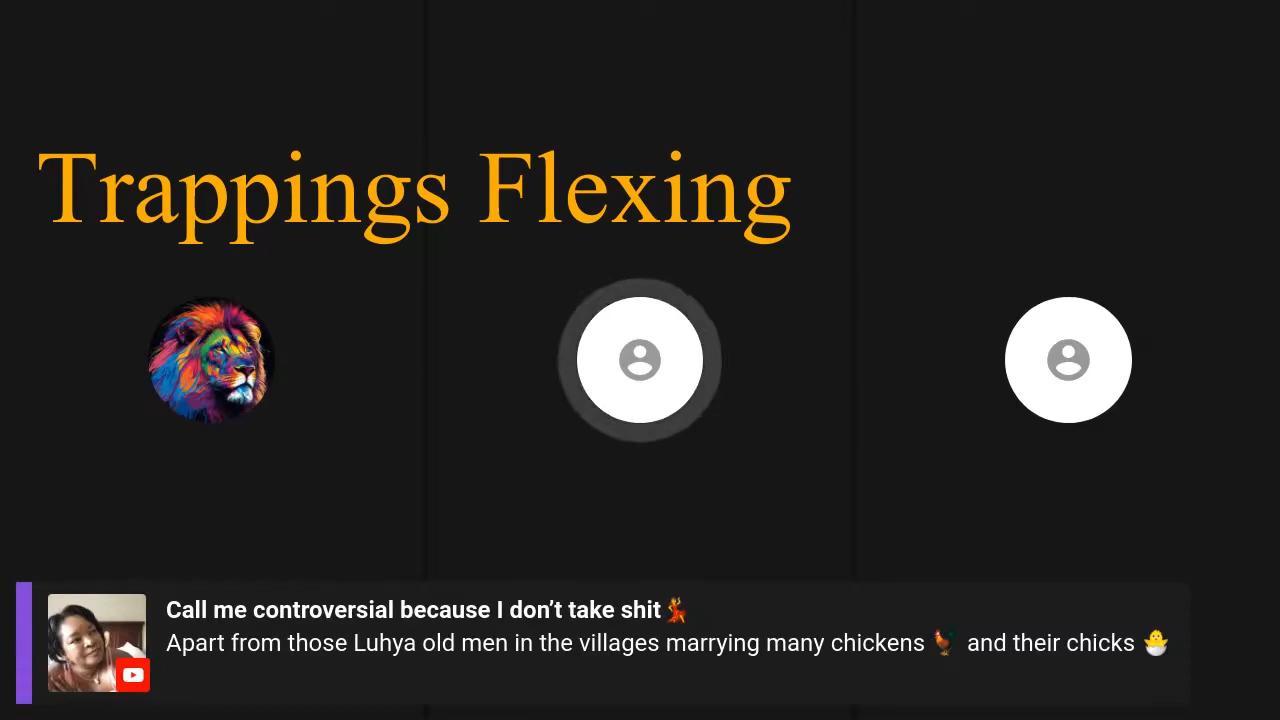 Trappings Flexing
Call me controversial because I don’t take shit💃
Apart from those Luhya old men in the villages marrying many chickens 🐓 and their chicks 🐣